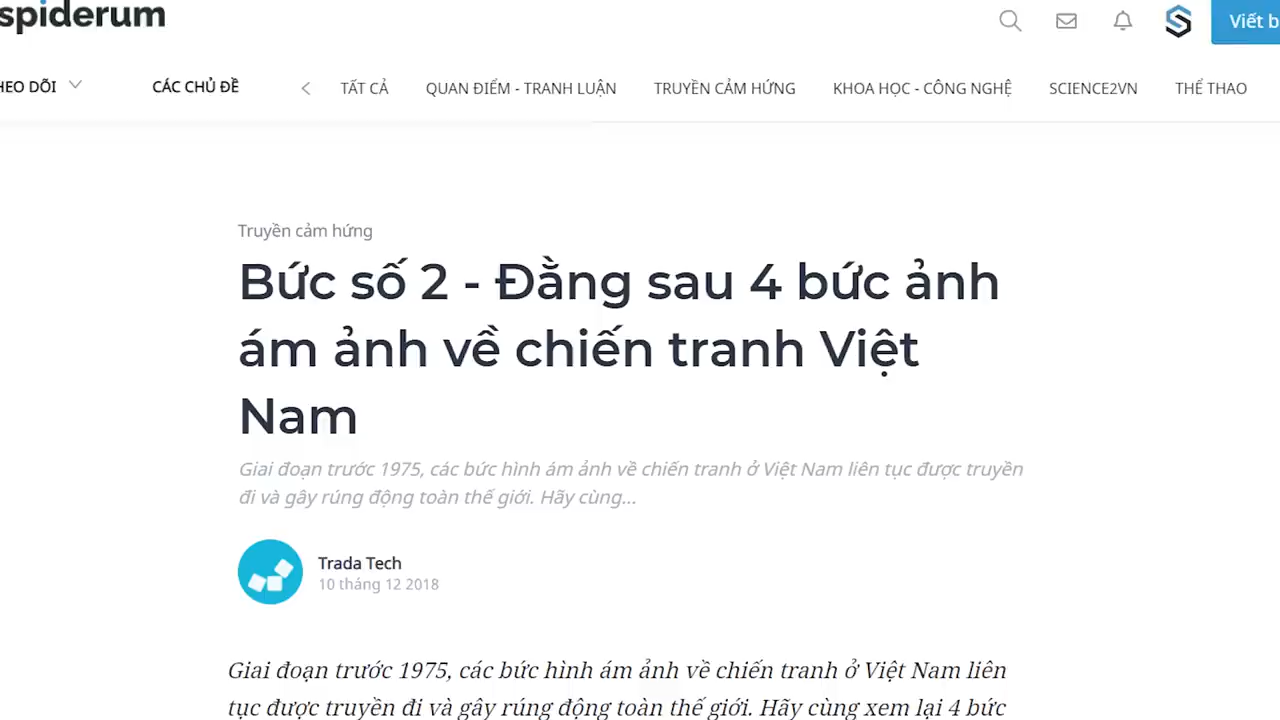 spiderum
Viết b
HEO DÕI
CÁC CHỦ ĐỀ
TẤT CẢ
QUAN ĐIỂM - TRANH LUẬN
TRUYỀN CẢM HỨNG
KHOA HỌC - CÔNG NGHỆ
SCIENCE2VN
THỂ THAO
Truyền cảm hứng
Bức số 2 - Đằng sau 4 bức ảnh
ám ảnh về chiến tranh Việt
Nam
Giai đoạn trước 1975, các bức hình ám ảnh về chiến tranh ở Việt Nam liên tục được truyền
đi và gây rúng động toàn thế giới. Hãy cùng...
Trada Tech
10 tháng 12 2018
Giai đoạn trước 1975, các bức hình ám ảnh về chiến tranh ở Việt Nam liên
tục được truyền đi và gây rúng động toàn thế giới. Hãy cùng xem lại 4 bức